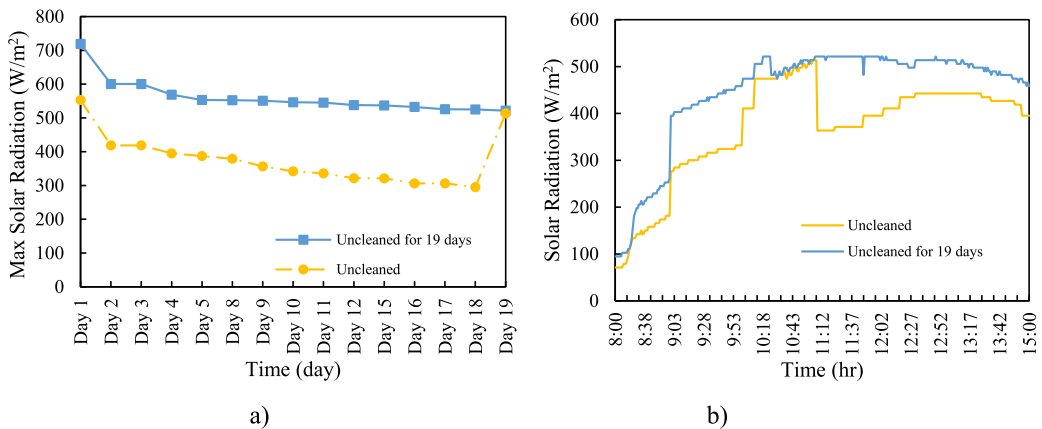 800
700
600
500
400
300
200
100
0
Max Solar Radiation (W/m²)
Uncleaned for 19 days
Uncleaned
Day 1
Day 2
Day 3
Day 4
Day 5
Day 8
Day 9
Day 10
Day 11
Day 12
Day 15
Day 16
Day 17
Day 18
Day 19
Time (day)
a)
600
500
400
300
200
100
0
Solar Radiation (W/m²)
Uncleaned
Uncleaned for 19 days
8:00
8:38
9:03
9:28
9:53
10:18
10:43
11:12
11:37
12:02
12:27
12:52
13:17
13:42
15:00
Time (hr)
b)